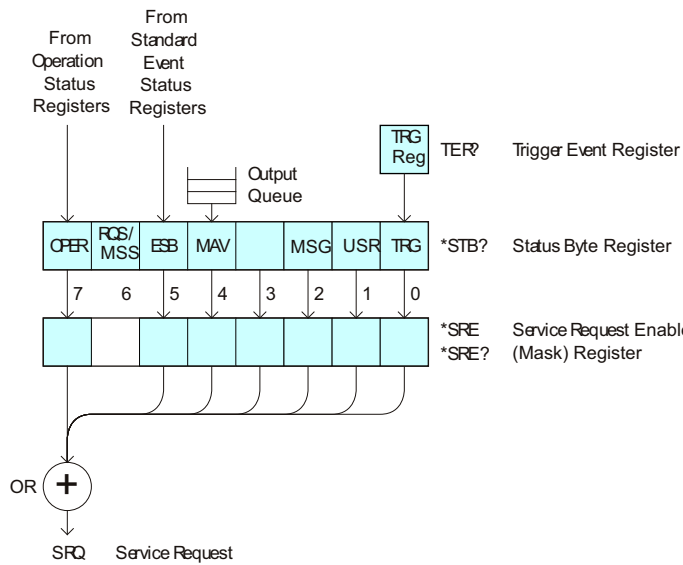 From
Operation
Status
Registers
From
Standard
Event
Status
Registers
Output
Queue
TRG
Reg
TER?
Trigger Event Register
OPER
RQS/
MSS
ESB
MAV
MSG
USR
TRG
*STB?
Status Byte Register
7
6
5
4
3
2
1
0
*SRE
*SRE?
Service Request Enable
(Mask) Register
OR
+
SRQ
Service Request